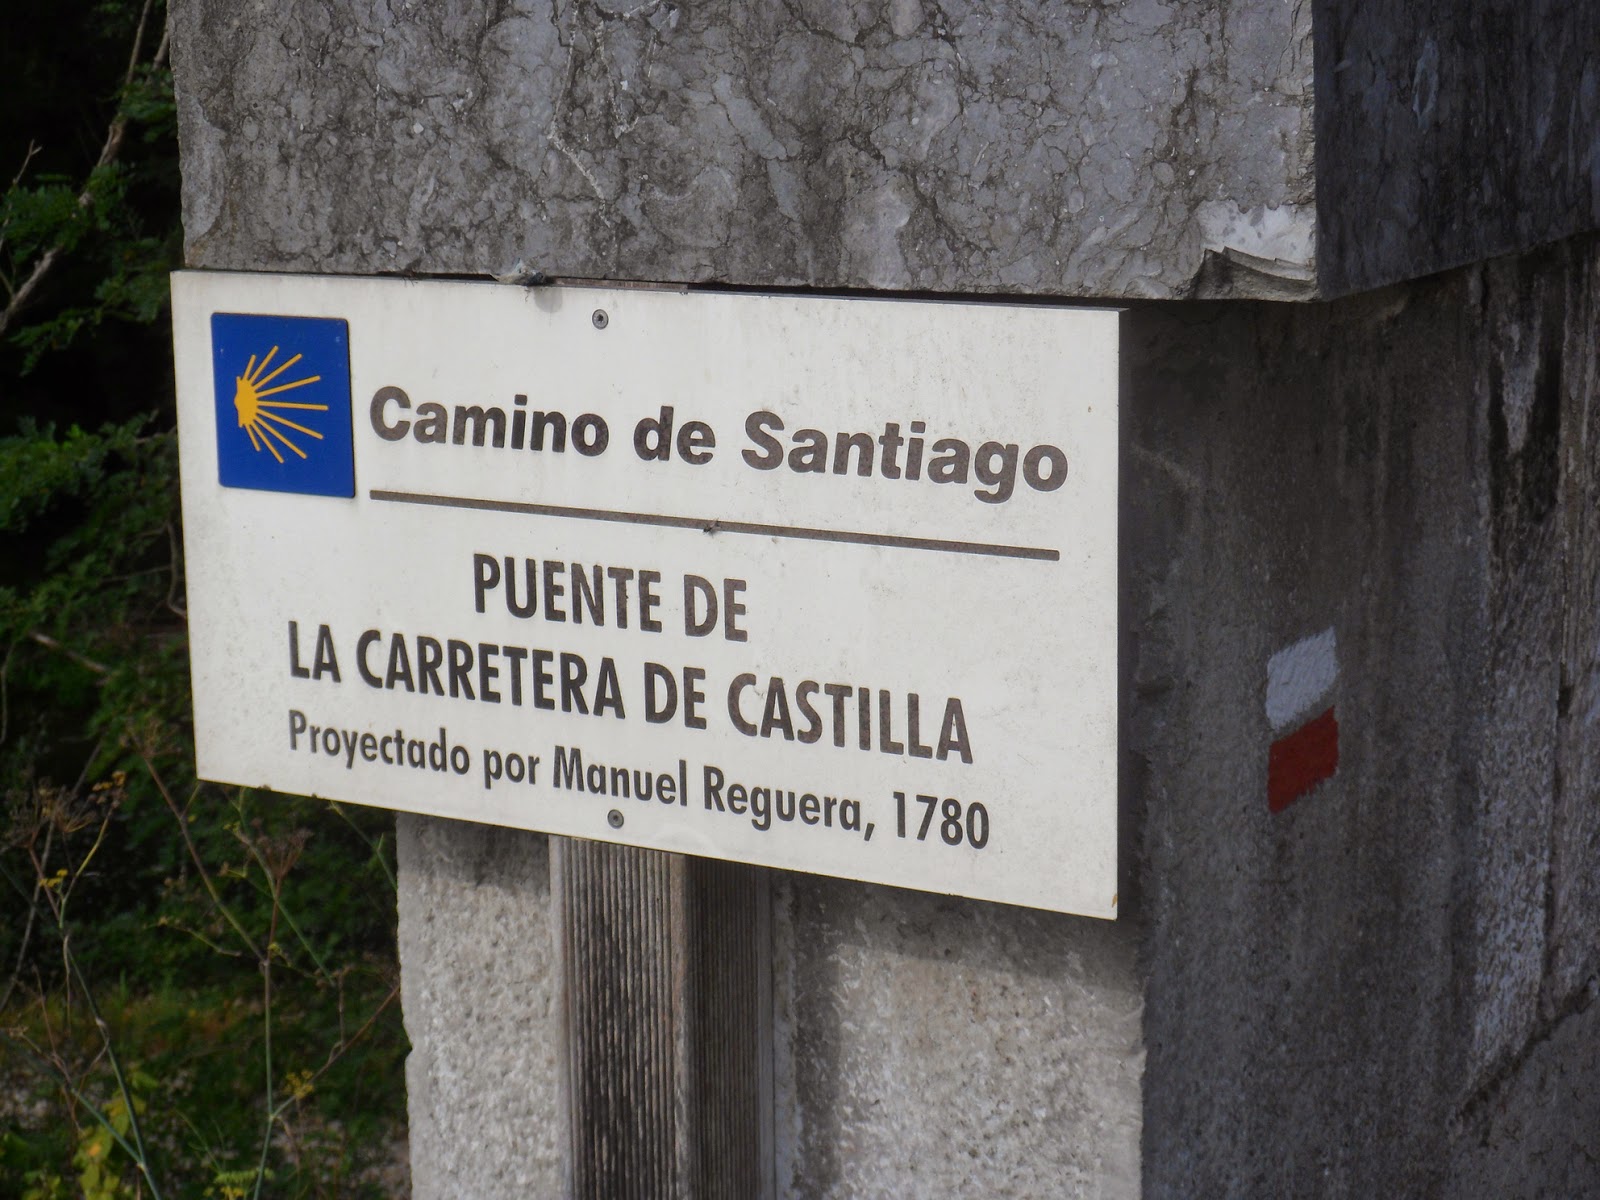 Camino de Santiago
PUENTE DE
LA CARRETERA DE CASTILLA
Proyectado por Manuel Reguera, 1780